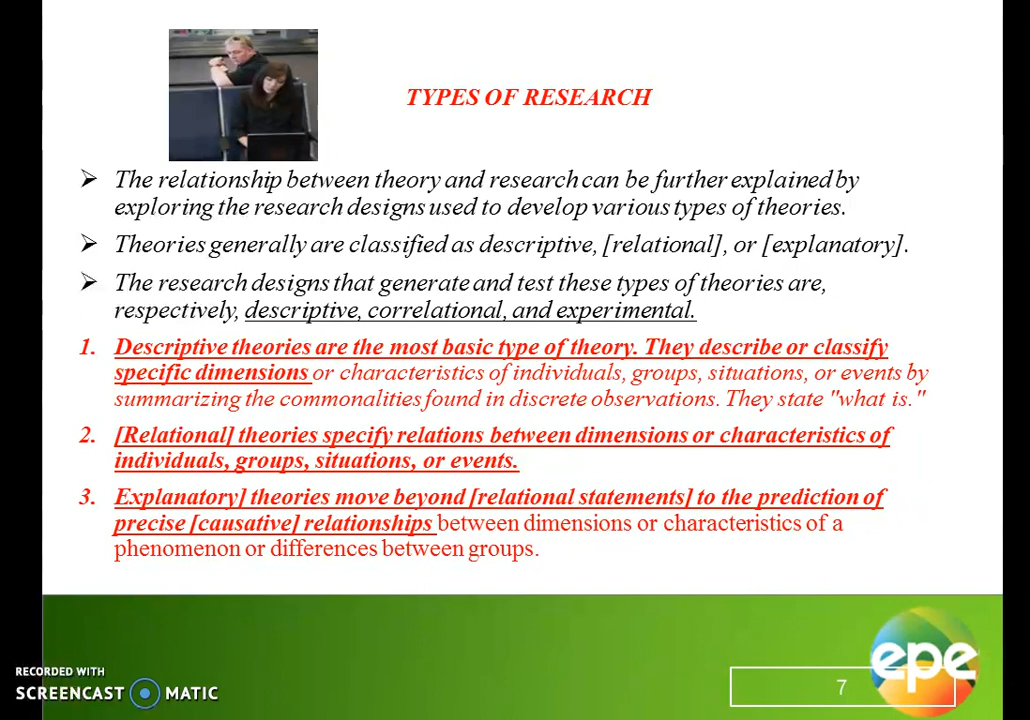 TYPES OF RESEARCH
➢ The relationship between theory and research can be further explained by
exploring the research designs used to develop various types of theories.
➢ Theories generally are classified as descriptive, [relational], or [explanatory].
➢ The research designs that generate and test these types of theories are,
respectively, descriptive, correlational, and experimental.
1. Descriptive theories are the most basic type of theory. They describe or classify
specific dimensions or characteristics of individuals, groups, situations, or events by
summarizing the commonalities found in discrete observations. They state "what is."
2. [Relational] theories specify relations between dimensions or characteristics of
individuals, groups, situations, or events.
3. Explanatory] theories move beyond [relational statements] to the prediction of
precise [causative] relationships between dimensions or characteristics of a
phenomenon or differences between groups.
epe
RECORDED WITH
SCREENCAST MATIC
7